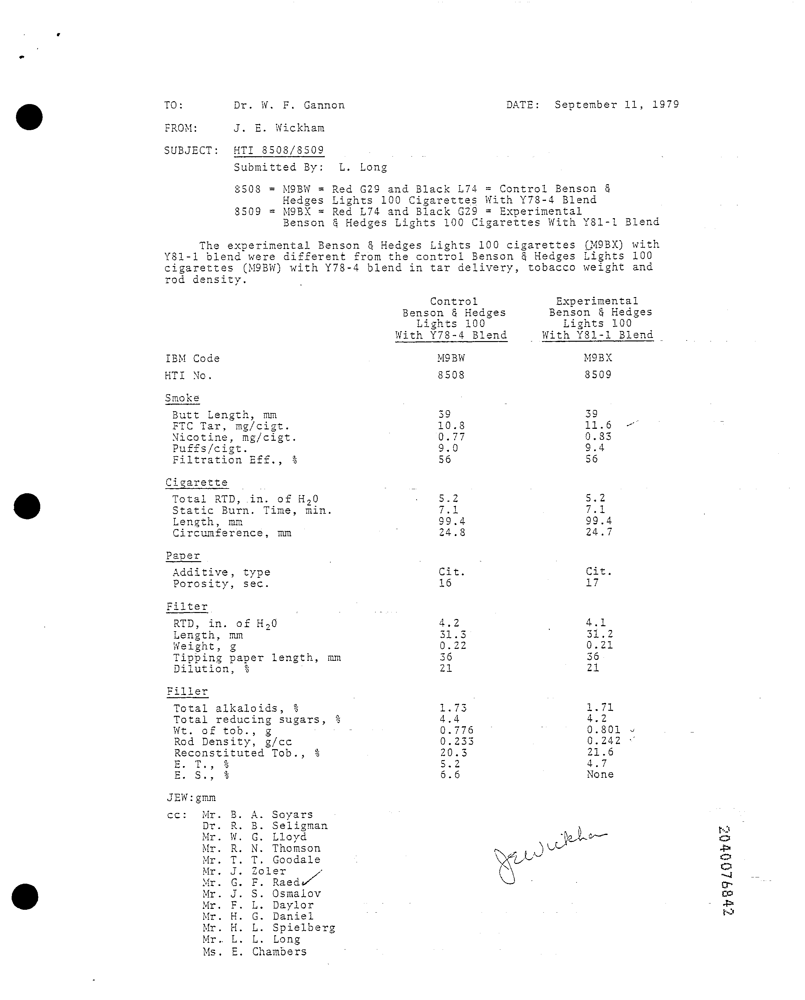 TO: Dr. W. F. Gannon DATE: September 11, 1979
FROM: J. E. Wickham
SUBJECT: HTI 8508/8509
Submitted By: L. Long
8508 = M9BW = Red G29 and Black L74 = Control Benson &
Hedges Lights 100 Cigarettes With Y78-4 Blend
8509 = M9BX = Red L74 and Black G29 = Experimental
Benson & Hedges Lights 100 Cigarettes With Y81-1 Blend
The experimental Benson & Hedges Lights 100 cigarettes (M9BX) with
Y81-1 blend were different from the control Benson & Hedges Lights 100
cigarettes (M9BW) with Y78-4 blend in tar delivery, tobacco weight and
rod density.
Control Experimental
Benson & Hedges Benson & Hedges
Lights 100 Lights 100
With Y78-4 Blend With Y81-1 Blend
IBM Code M9BW M9BX
HTI No. 8508 8509
Smoke
Butt Length, mm 39 39
FTC Tar, mg/cigt. 10.8 11.6
Nicotine, mg/cigt. 0.77 0.83
Puffs/cigt. 9.0 9.4
Filtration Eff., % 56 56
Cigarette
Total RTD, in. of H2O 5.2 5.2
Static Burn. Time, min. 7.1 7.1
Length, mm 99.4 99.4
Circumference, mm 24.8 24.7
Paper
Additive, type Cit. Cit.
Porosity, sec. 16 17
Filter
RTD, in. of H2O 4.2 4.1
Length, mm 31.3 31.2
Weight, g 0.22 0.21
Tipping paper length, mm 36 36
Dilution, % 21 21
Filler
Total alkaloids, % 1.73 1.71
Total reducing sugars, % 4.4 4.2
Wt. of tob., g 0.776 0.801
Rod Density, g/cc 0.233 0.242
Reconstituted Tob., % 20.3 21.6
E. T., % 5.2 4.7
E. S., % 6.6 None
JEW:gmm
cc: Mr. B. A. Soyars
Dr. R. B. Seligman
Mr. W. G. Lloyd
Mr. R. N. Thomson
Mr. T. T. Goodale
Mr. J. Zoler
Mr. G. F. Raed
Mr. J. S. Osmalov
Mr. F. L. Daylor
Mr. H. G. Daniel
Mr. H. L. Spielberg
Mr. L. L. Long
Ms. E. Chambers
JEWickham
2040076842